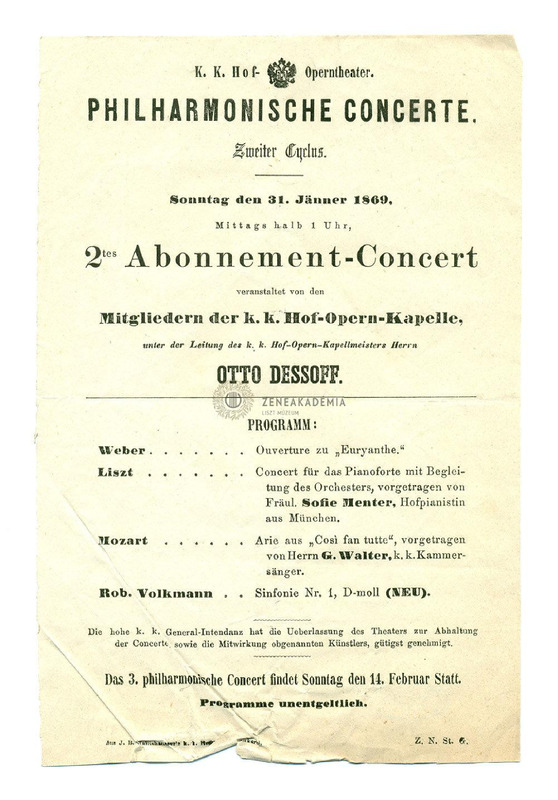 K. K. Hof- Operntheater.
PHILHARMONISCHE CONCERTE.
Zweiter Cyclus.
Sonntag den 31. Jänner 1869,
Mittags halb 1 Uhr,
2tes Abonnement-Concert
veranstaltet von den
Mitgliedern der k. k. Hof-Opern-Kapelle,
unter der Leitung des k. k. Hof-Opern-Kapellmeisters Herrn
OTTO DESSOFF.
ZENEAKADÉMIA
LISZT MÚZEUM
PROGRAMM:
Weber . . . . . . . Ouverture zu „Euryanthe.“
Liszt . . . . . . . Concert für das Pianoforte mit Beglei-
tung des Orchesters, vorgetragen von
Fräul. Sofie Menter, Hofpianistin
aus München.
Mozart . . . . . . Arie aus „Così fan tutte“, vorgetragen
von Herrn G. Walter, k. k. Kammer-
sänger.
Rob. Volkmann . . Sinfonie Nr. 1, D-moll (NEU).
Die hohe k. k. General-Intendanz hat die Ueberlassung des Theaters zur Abhaltung
der Concerte sowie die Mitwirkung obgenannten Künstlers, gütigst genehmigt.
Das 3. philharmonische Concert findet Sonntag den 14. Februar Statt.
Programme unentgeltlich.
Aus J. B. k. k.
Z. N. St. 6.